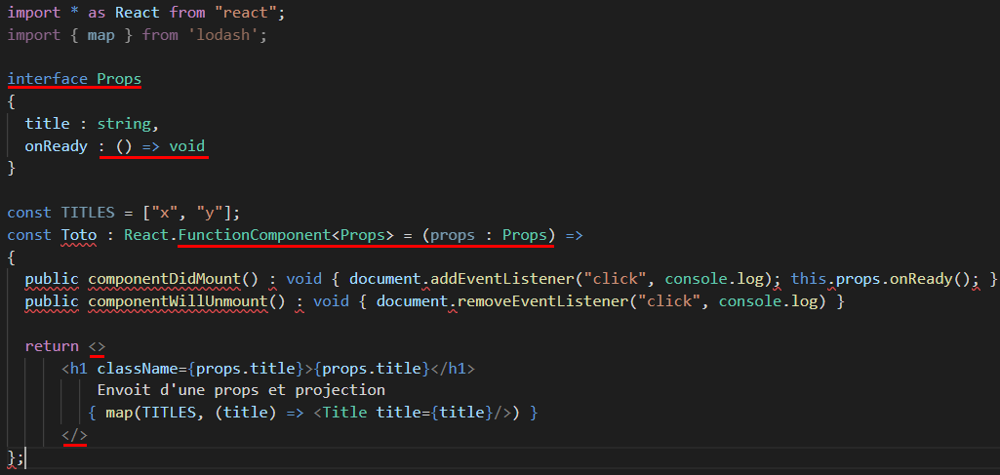 import * as React from "react";
import { map } from 'lodash';
interface Props
{
title : string,
onReady : () => void
}
const TITLES = ["x", "y"];
const Toto : React.FunctionComponent<Props> = (props : Props) =>
{
public componentDidMount() : void { document.addEventListener("click", console.log); this.props.onReady(); }
public componentWillUnmount() : void { document.removeEventListener("click", console.log) }
return <>
<h1 className={props.title}>{props.title}</h1>
Envoit d'une props et projection
{ map(TITLES, (title) => <Title title={title}/>) }
</>
};